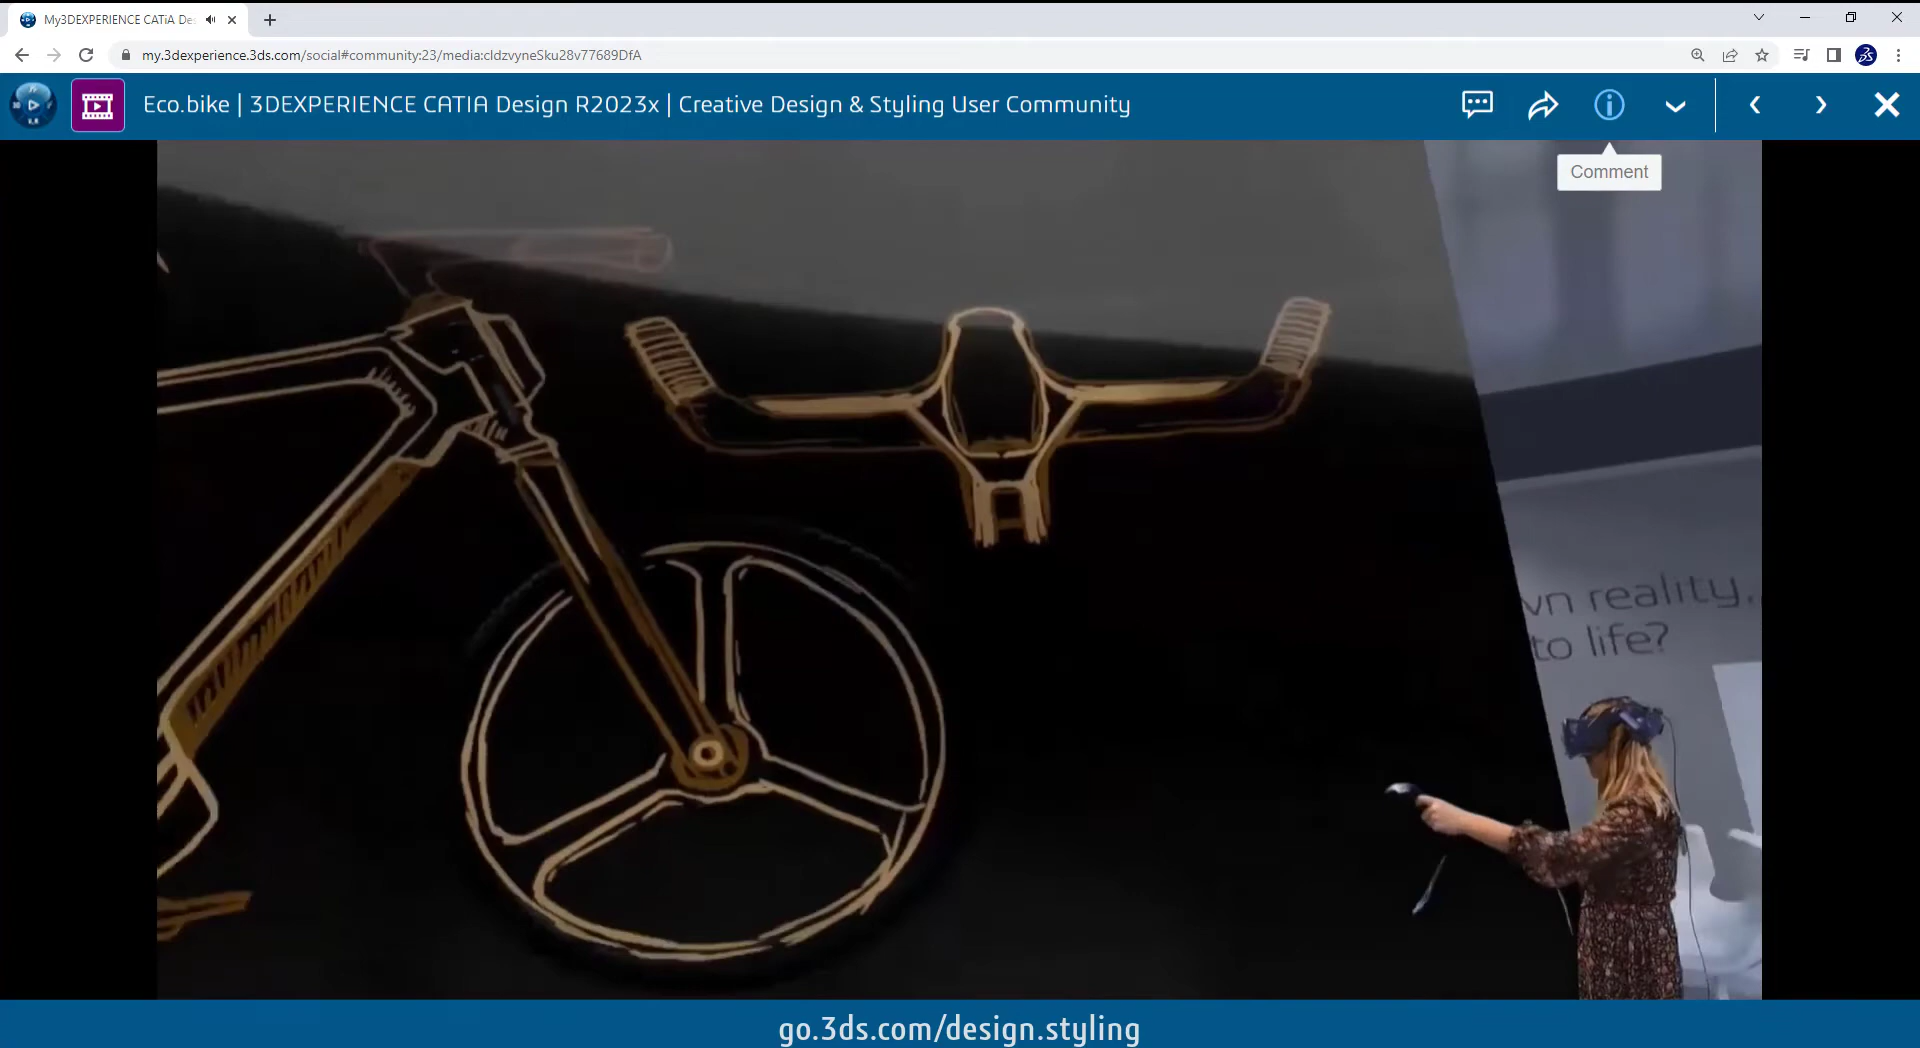 My3DEXPERIENCE CATiA De
my.3dexperience.3ds.com/social#community:23/media:cldzvyneSku28v77689DfA
Eco.bike | 3DEXPERIENCE CATIA Design R2023x | Creative Design & Styling User Community
Comment
wn reality.
to life?
go.3ds.com/design.styling